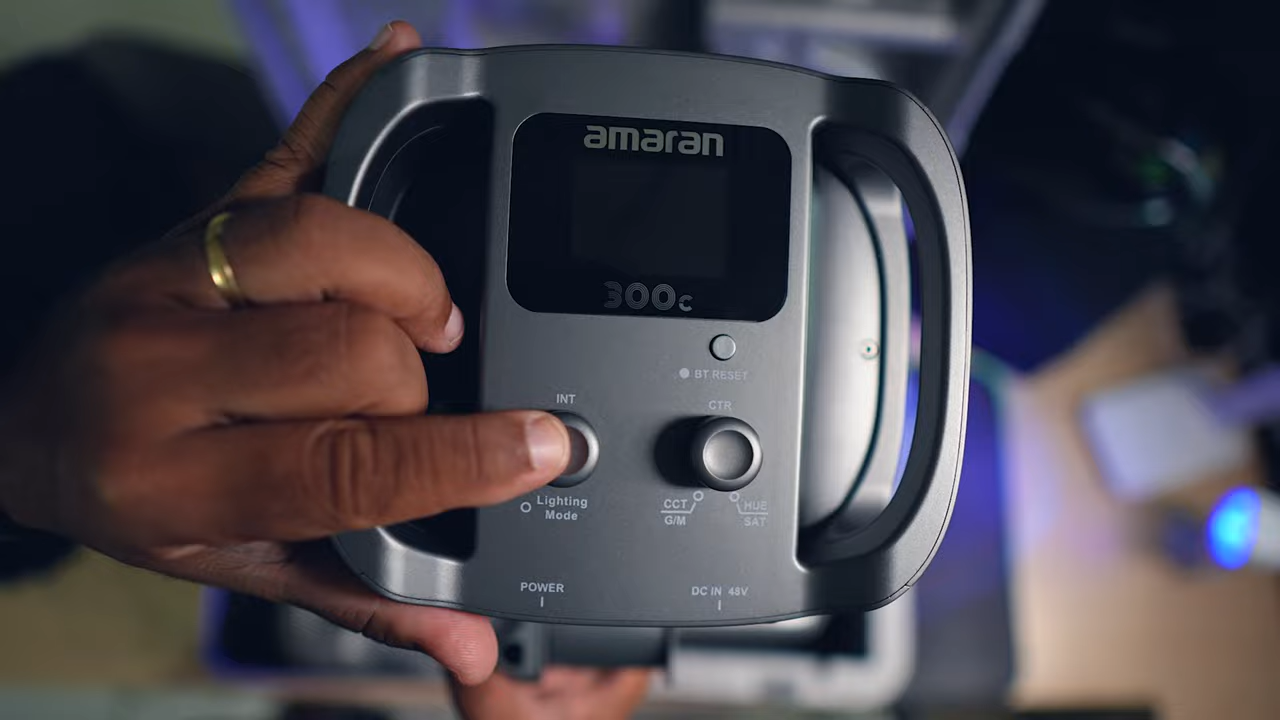 amaran
300c
BT RESET
INT
CTR
Lighting
Mode
CCT
G/M
HUE
SAT
POWER
DC IN 48V